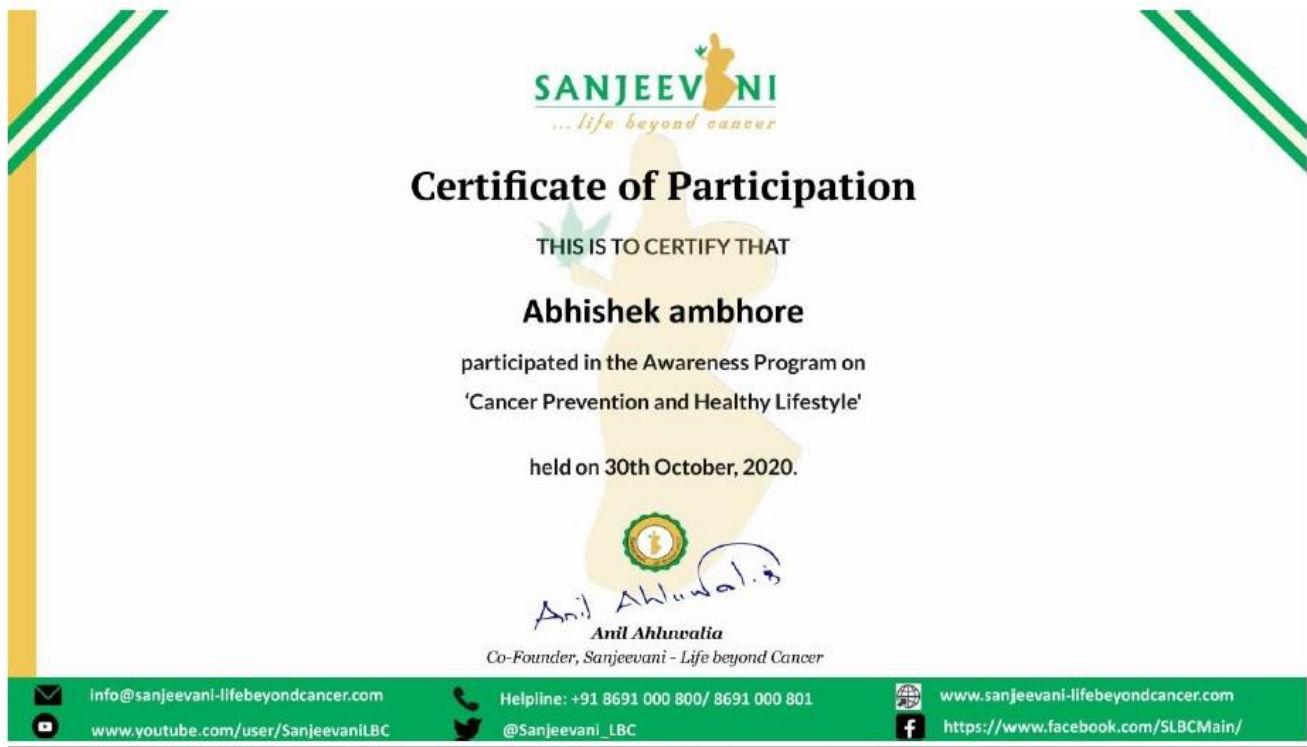 SANJEEVANI
... life beyond cancer
Certificate of Participation
THIS IS TO CERTIFY THAT
Abhishek ambhore
participated in the Awareness Program on
‘Cancer Prevention and Healthy Lifestyle'
held on 30th October, 2020.
Anil Ahluwalia
Anil Ahluwalia
Co-Founder, Sanjeevani - Life beyond Cancer
info@sanjeevani-lifebeyondcancer.com
Helpline: +91 8691 000 800/ 8691 000 801
www.sanjeevani-lifebeyondcancer.com
www.youtube.com/user/SanjeevaniLBC
@Sanjeevani_LBC
https://www.facebook.com/SLBCMain/